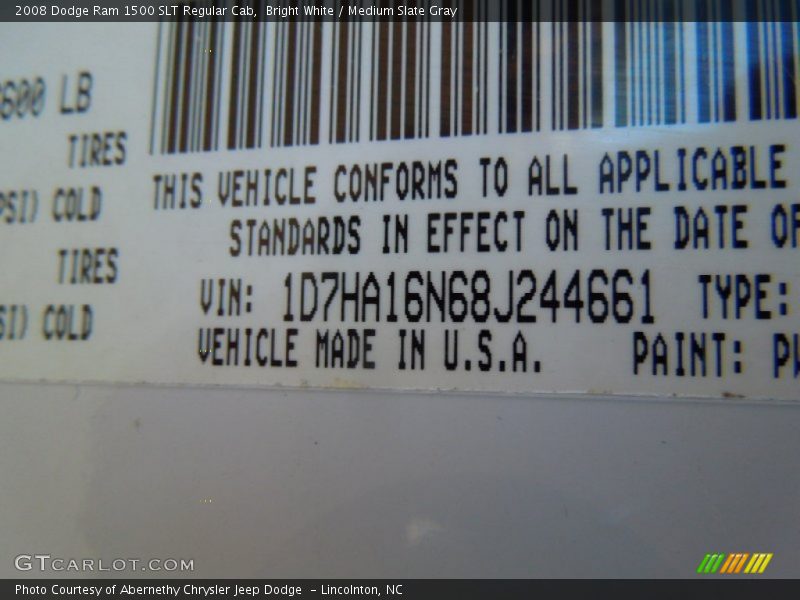 2008 Dodge Ram 1500 SLT Regular Cab, Bright White / Medium Slate Gray
600 LB
TIRES
PSI) COLD
TIRES
SI) COLD
THIS VEHICLE CONFORMS TO ALL APPLICABLE
STANDARDS IN EFFECT ON THE DATE OF
VIN: 1D7HA16N68J244661 TYPE:
VEHICLE MADE IN U.S.A. PAINT: PW
GTCARLOT.COM
Photo Courtesy of Abernethy Chrysler Jeep Dodge - Lincolnton, NC